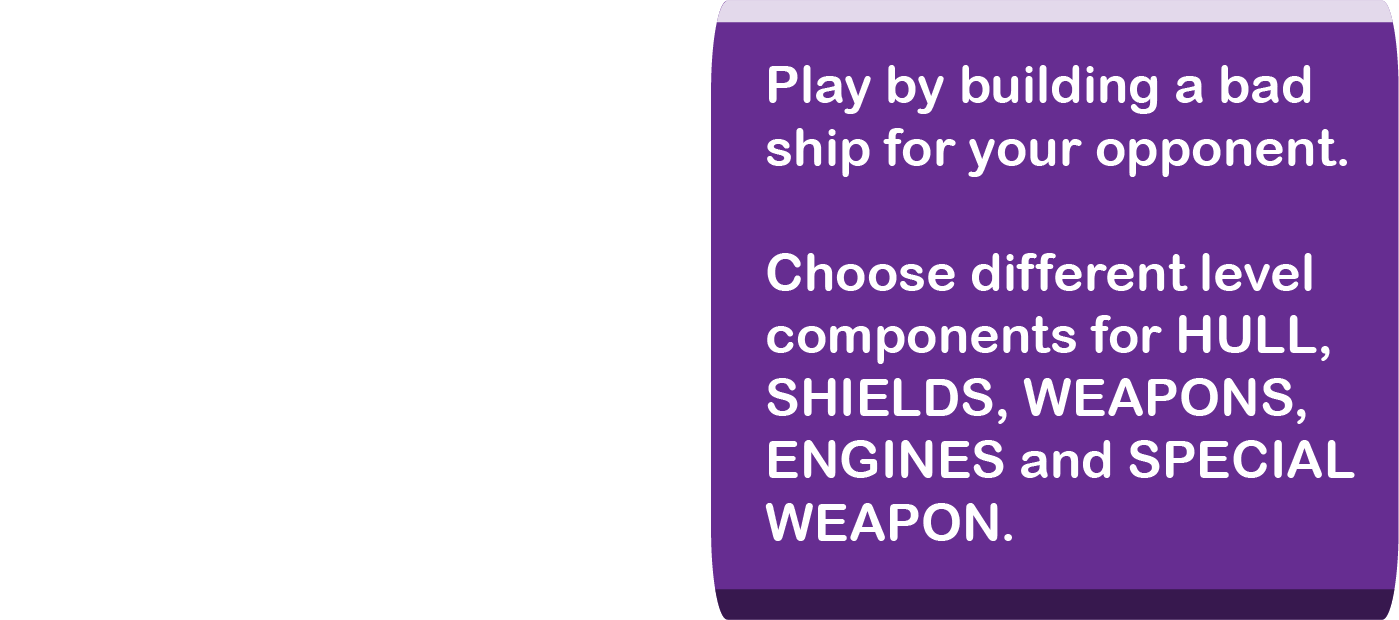 Play by building a bad
ship for your opponent.
Choose different level
components for HULL,
SHIELDS, WEAPONS,
ENGINES and SPECIAL
WEAPON.